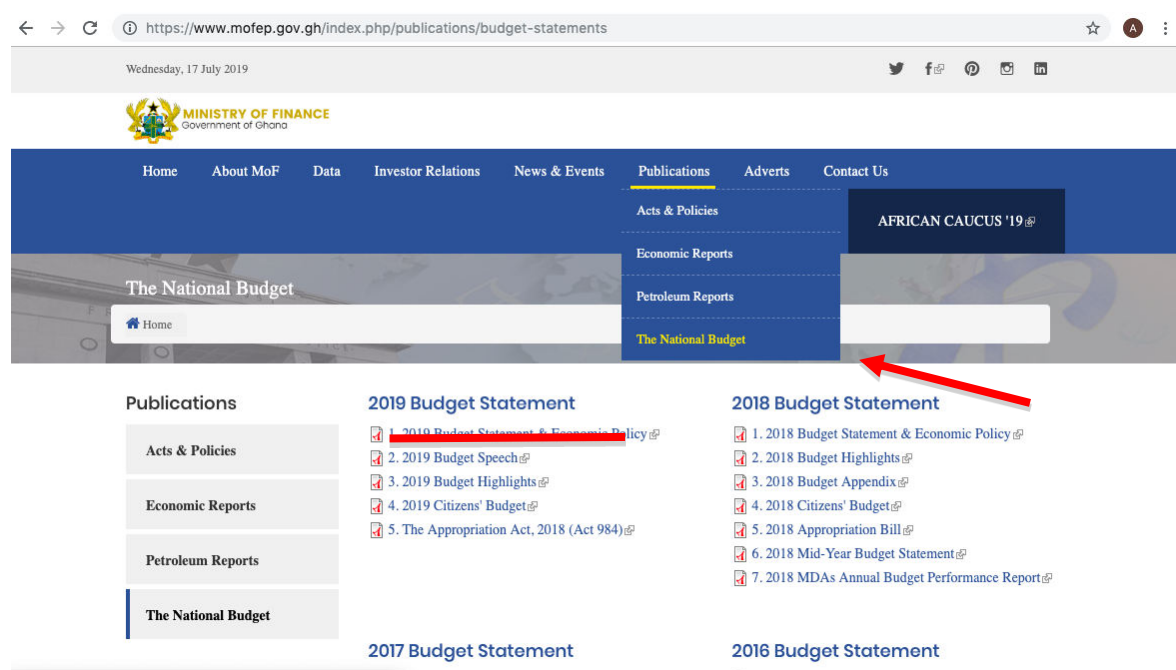 https://www.mofep.gov.gh/index.php/publications/budget-statements
A
Wednesday, 17 July 2019
MINISTRY OF FINANCE
Government of Ghana
Home About MoF Data Investor Relations News & Events Publications Adverts Contact Us
Acts & Policies
AFRICAN CAUCUS '19
Economic Reports
Petroleum Reports
The National Budget
The National Budget
Home
Publications
Acts & Policies
Economic Reports
Petroleum Reports
The National Budget
2019 Budget Statement
1. 2019 Budget Statement & Economic Policy
2. 2019 Budget Speech
3. 2019 Budget Highlights
4. 2019 Citizens' Budget
5. The Appropriation Act, 2018 (Act 984)
2018 Budget Statement
1. 2018 Budget Statement & Economic Policy
2. 2018 Budget Highlights
3. 2018 Budget Appendix
4. 2018 Citizens' Budget
5. 2018 Appropriation Bill
6. 2018 Mid-Year Budget Statement
7. 2018 MDAs Annual Budget Performance Report
2017 Budget Statement
2016 Budget Statement